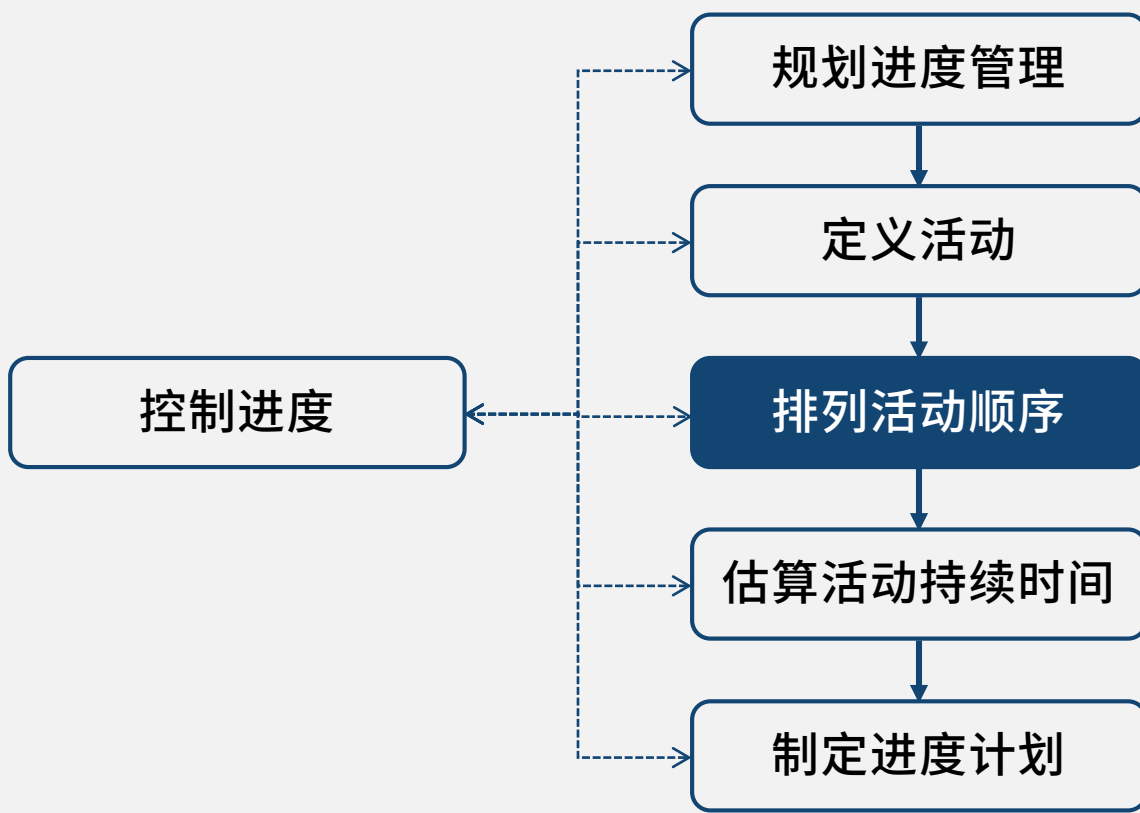 规划进度管理
定义活动
控制进度
排列活动顺序
估算活动持续时间
制定进度计划